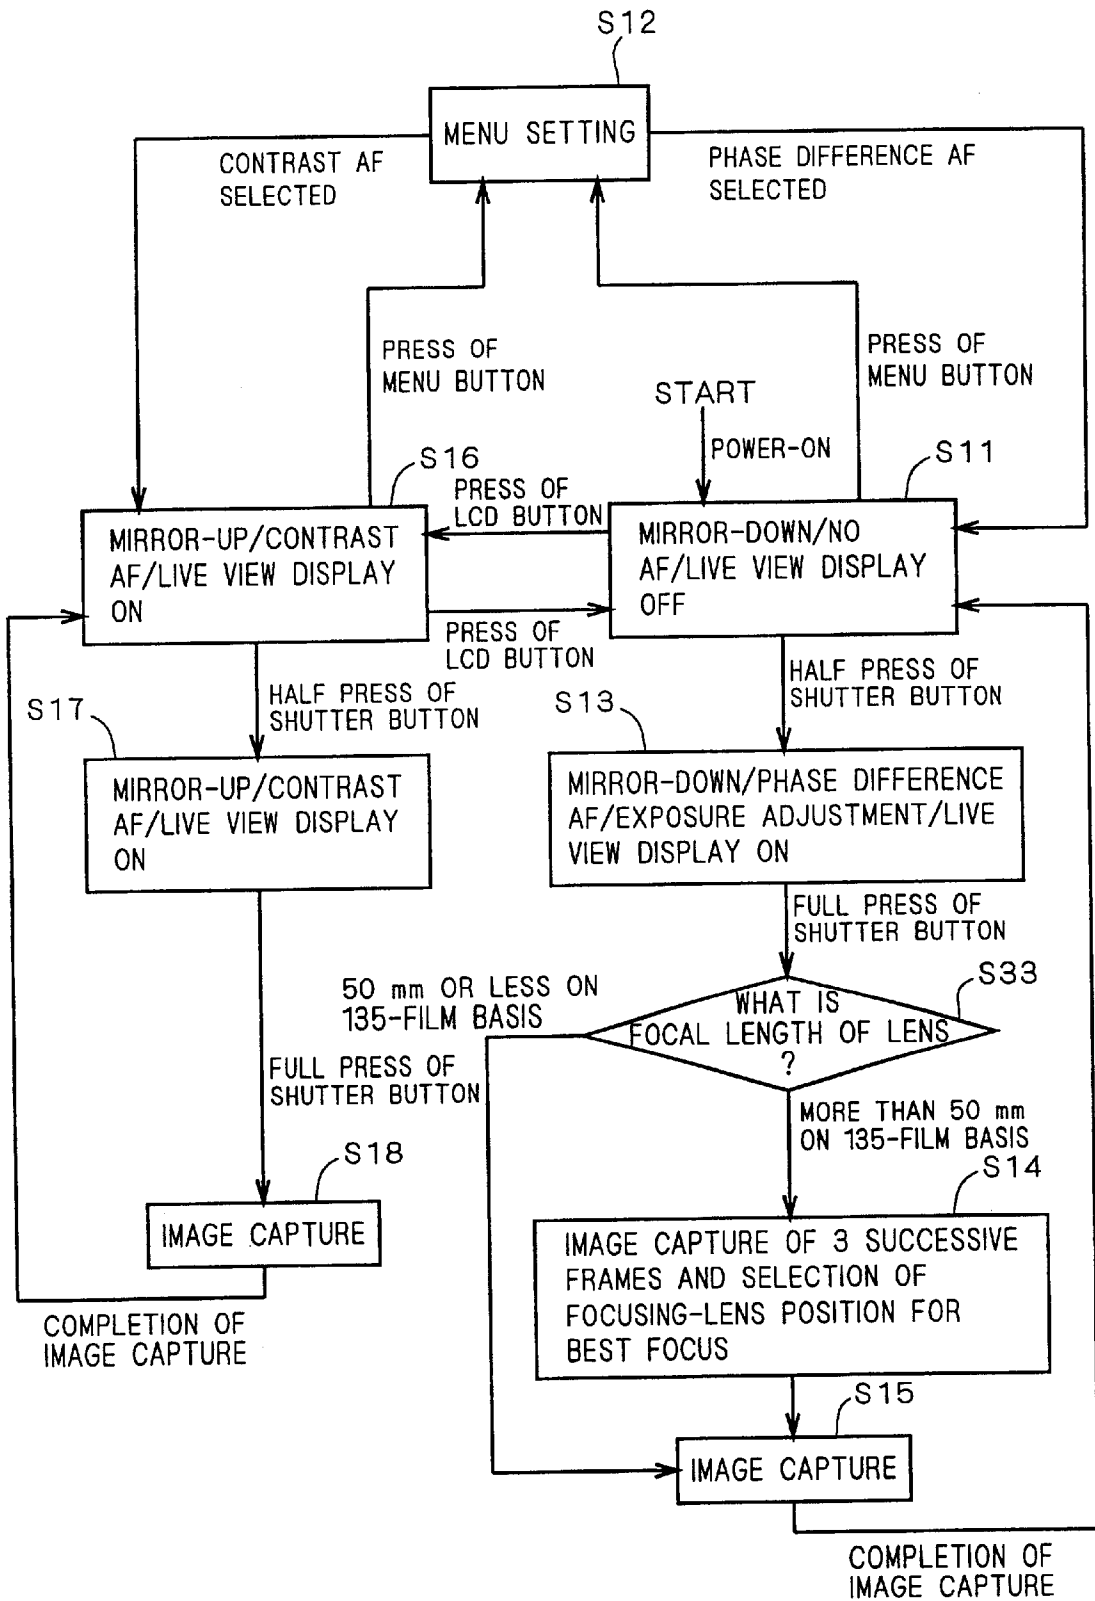 S12
MENU SETTING
CONTRAST AF
SELECTED
PHASE DIFFERENCE AF
SELECTED
PRESS OF
MENU BUTTON
PRESS OF
MENU BUTTON
START
POWER-ON
S16
S11
PRESS OF
LCD BUTTON
MIRROR-UP/CONTRAST
AF/LIVE VIEW DISPLAY
ON
MIRROR-DOWN/NO
AF/LIVE VIEW DISPLAY
OFF
PRESS OF
LCD BUTTON
HALF PRESS OF
SHUTTER BUTTON
HALF PRESS OF
SHUTTER BUTTON
S17
S13
MIRROR-UP/CONTRAST
AF/LIVE VIEW DISPLAY
ON
MIRROR-DOWN/PHASE DIFFERENCE
AF/EXPOSURE ADJUSTMENT/LIVE
VIEW DISPLAY ON
FULL PRESS OF
SHUTTER BUTTON
S33
50 mm OR LESS ON
135-FILM BASIS
WHAT IS
FOCAL LENGTH OF LENS
?
FULL PRESS OF
SHUTTER BUTTON
MORE THAN 50 mm
ON 135-FILM BASIS
S18
S14
IMAGE CAPTURE
IMAGE CAPTURE OF 3 SUCCESSIVE
FRAMES AND SELECTION OF
FOCUSING-LENS POSITION FOR
BEST FOCUS
COMPLETION OF
IMAGE CAPTURE
S15
IMAGE CAPTURE
COMPLETION OF
IMAGE CAPTURE